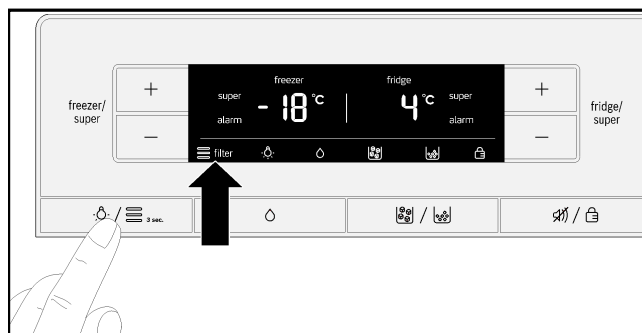 freezer/
super
+
−
freezer
super
alarm
-18 °C
fridge
4 °C
super
alarm
filter
+
−
fridge/
super
/
3 sec.
/
/